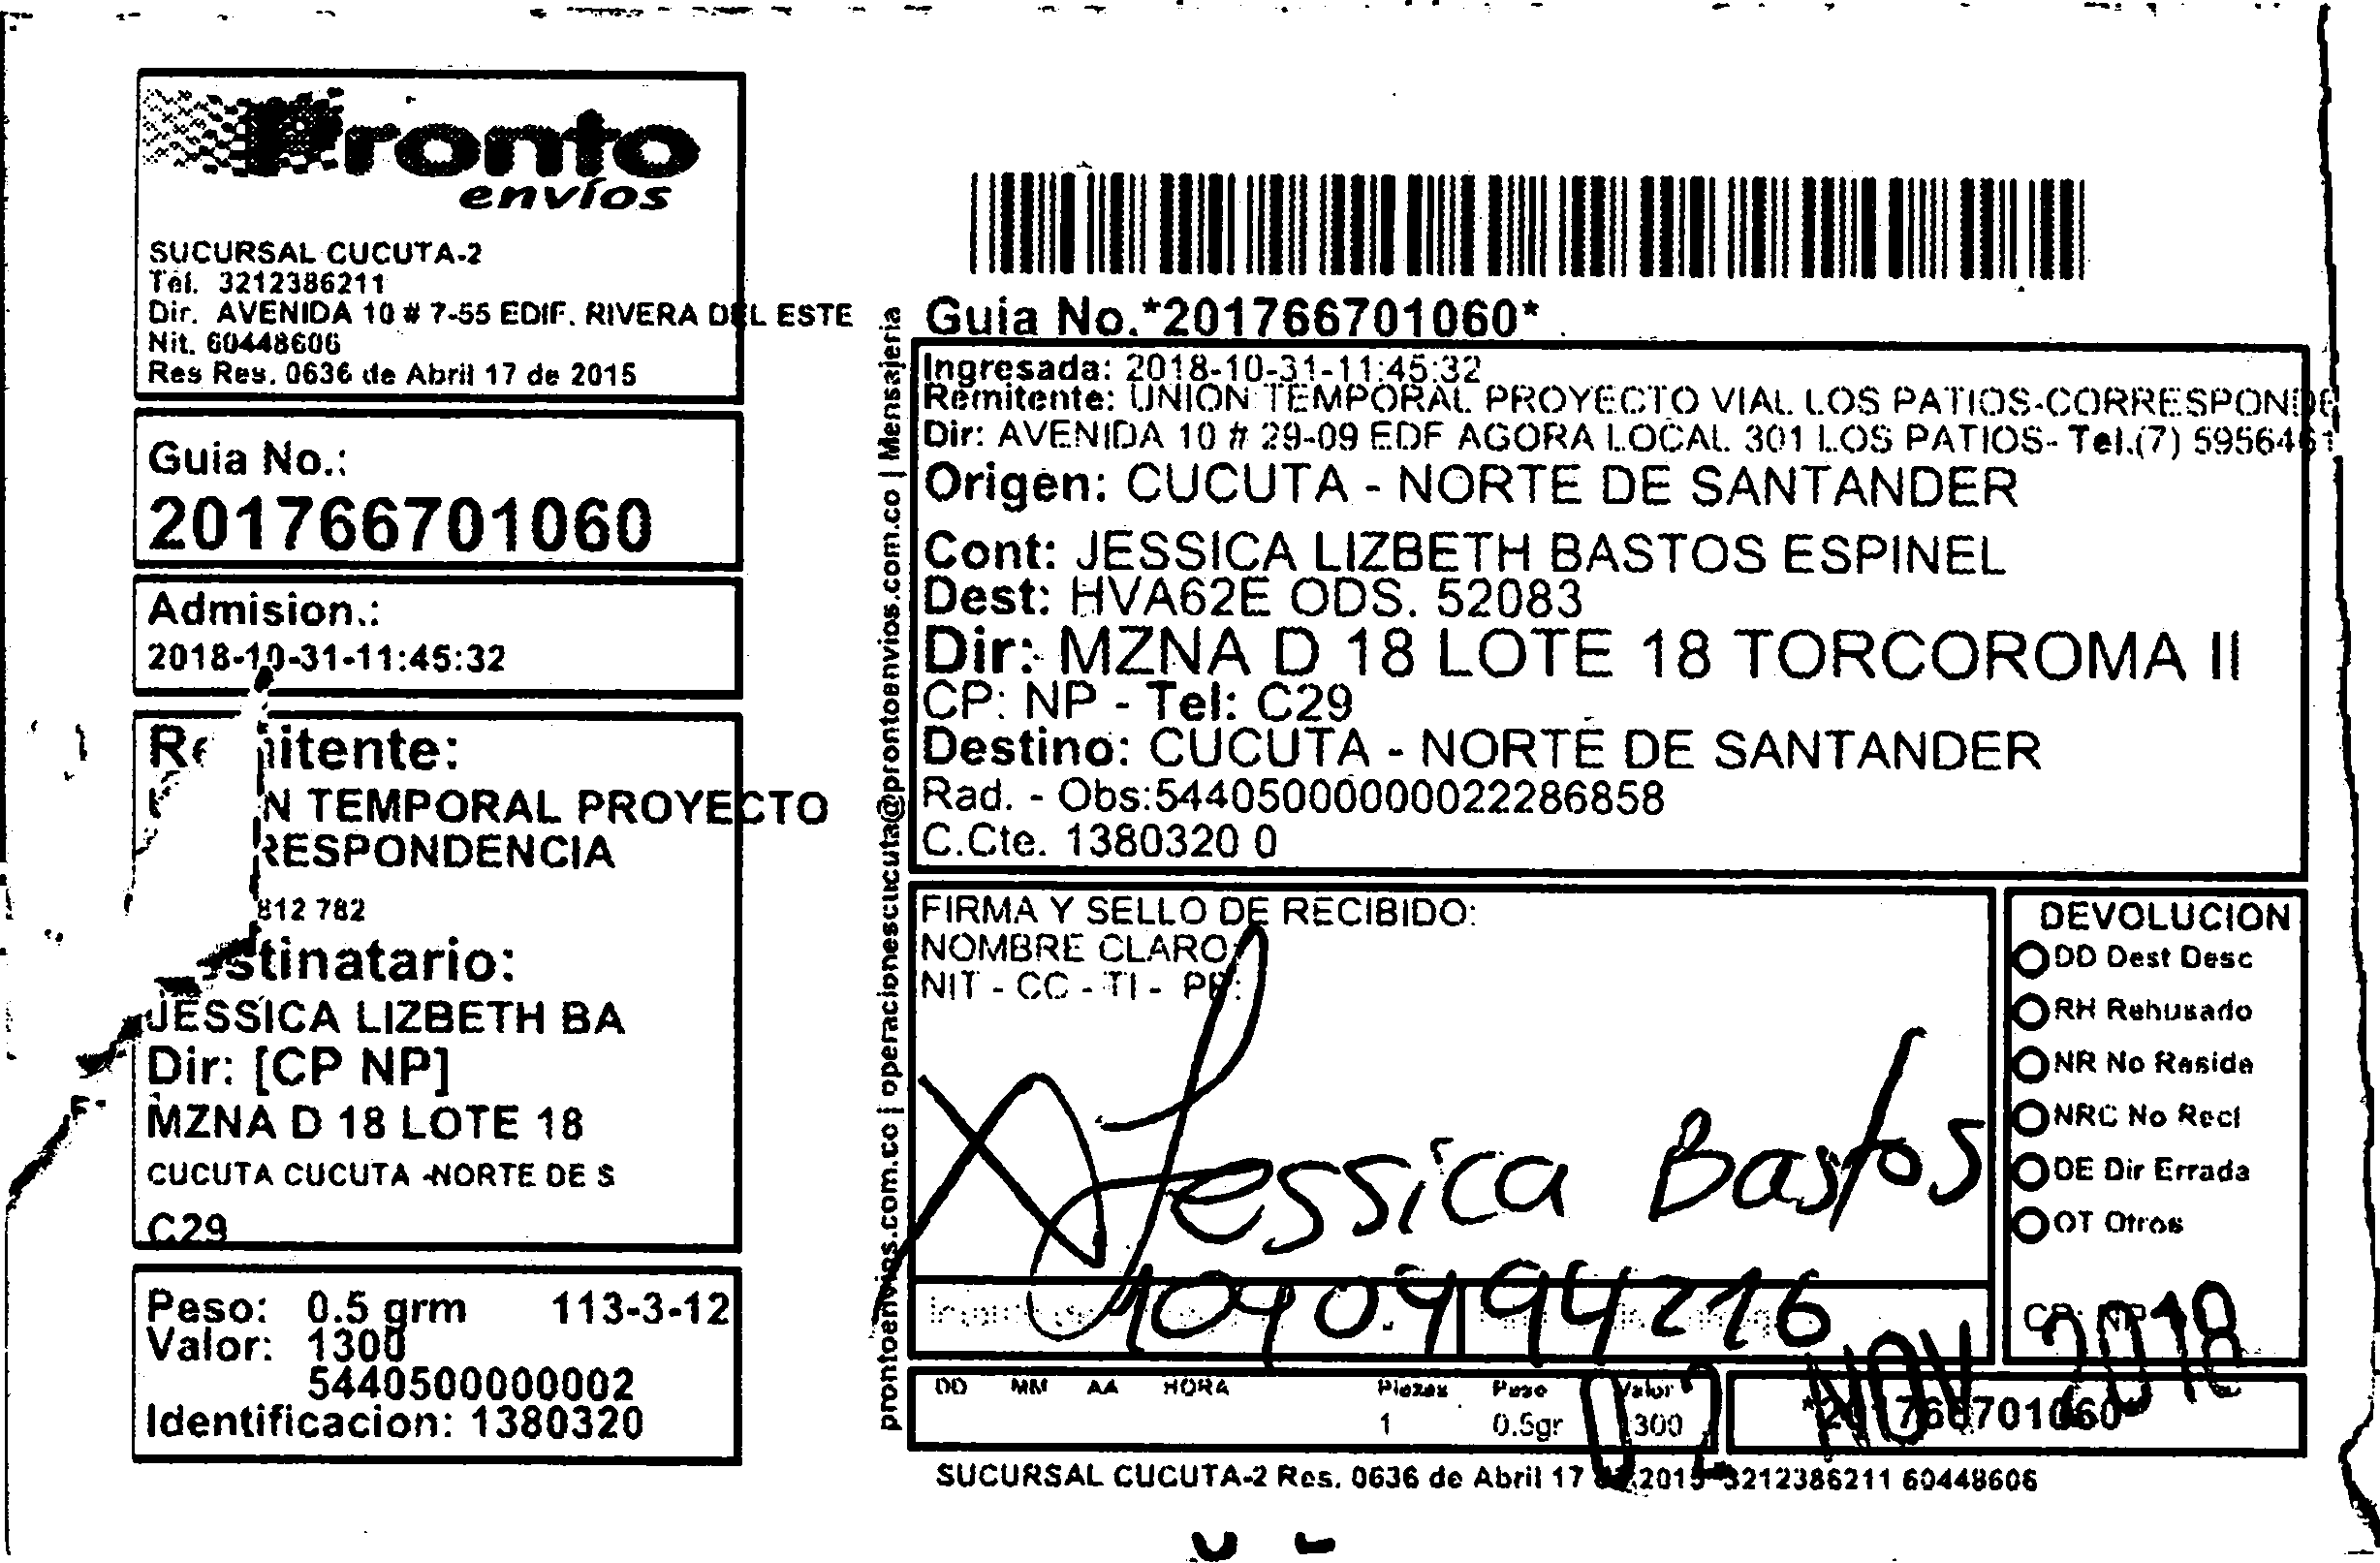 Pronto
envíos
SUCURSAL CUCUTA-2
Tel. 3212386211
Dir. AVENIDA 10 # 7-55 EDIF. RIVERA DEL ESTE
Nit. 60448606
Res Res. 0636 de Abril 17 de 2015
Guia No.:
201766701060
Admision.:
2018-10-31-11:45:32
TEMPORAL PROYECTO
812 782
JESSICA LIZBETH BA
Dir: [CP NP]
MZNA D 18 LOTE 18
CUCUTA CUCUTA -NORTE DE S
C29
Peso: 0.5 grm 113-3-12
Valor: 1300
5440500000002
Identificacion: 1380320
prontoenvios.com.co | operacionescucuta@prontoenvios.com.co | Mensajeria
Guia No.*201766701060*
Ingresada: 2018-10-31-11:45:32
Remitente: UNION TEMPORAL PROYECTO VIAL LOS PATIOS-CORRESPONDE
Dir: AVENIDA 10 # 29-09 EDF AGORA LOCAL 301 LOS PATIOS- Tel.(7) 5956461
Origen: CUCUTA - NORTE DE SANTANDER
Cont: JESSICA LIZBETH BASTOS ESPINEL
Dest: HVA62E ODS. 52083
Dir: MZNA D 18 LOTE 18 TORCOROMA II
CP: NP - Tel: C29
Destino: CUCUTA - NORTE DE SANTANDER
Rad. - Obs:544050000000022286858
C.Cte. 1380320 0
FIRMA Y SELLO DE RECIBIDO:
NOMBRE CLARO:
NIT - CC - TI - PP:
Jessica Bastos
1090494216
DEVOLUCION
DD Dest Desc
RH Rehusado
NR No Reside
NRC No Recl
DE Dir Errada
OT Otros
CP: NP
02 NOV 2018
DD MM AA HORA Piezas Peso Valor
1 0.5gr 1300
*201766701060*
SUCURSAL CUCUTA-2 Res. 0636 de Abril 17 de 2015 3212386211 60448606